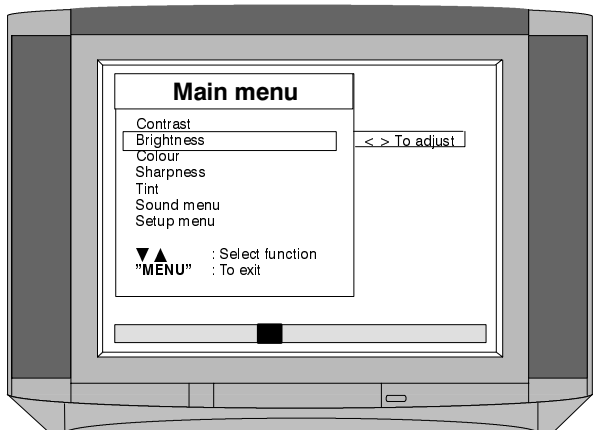 Main menu
Contrast
Brightness
< > To adjust
Colour
Sharpness
Tint
Sound menu
Setup menu
▼ ▲ : Select function
”MENU” : To exit